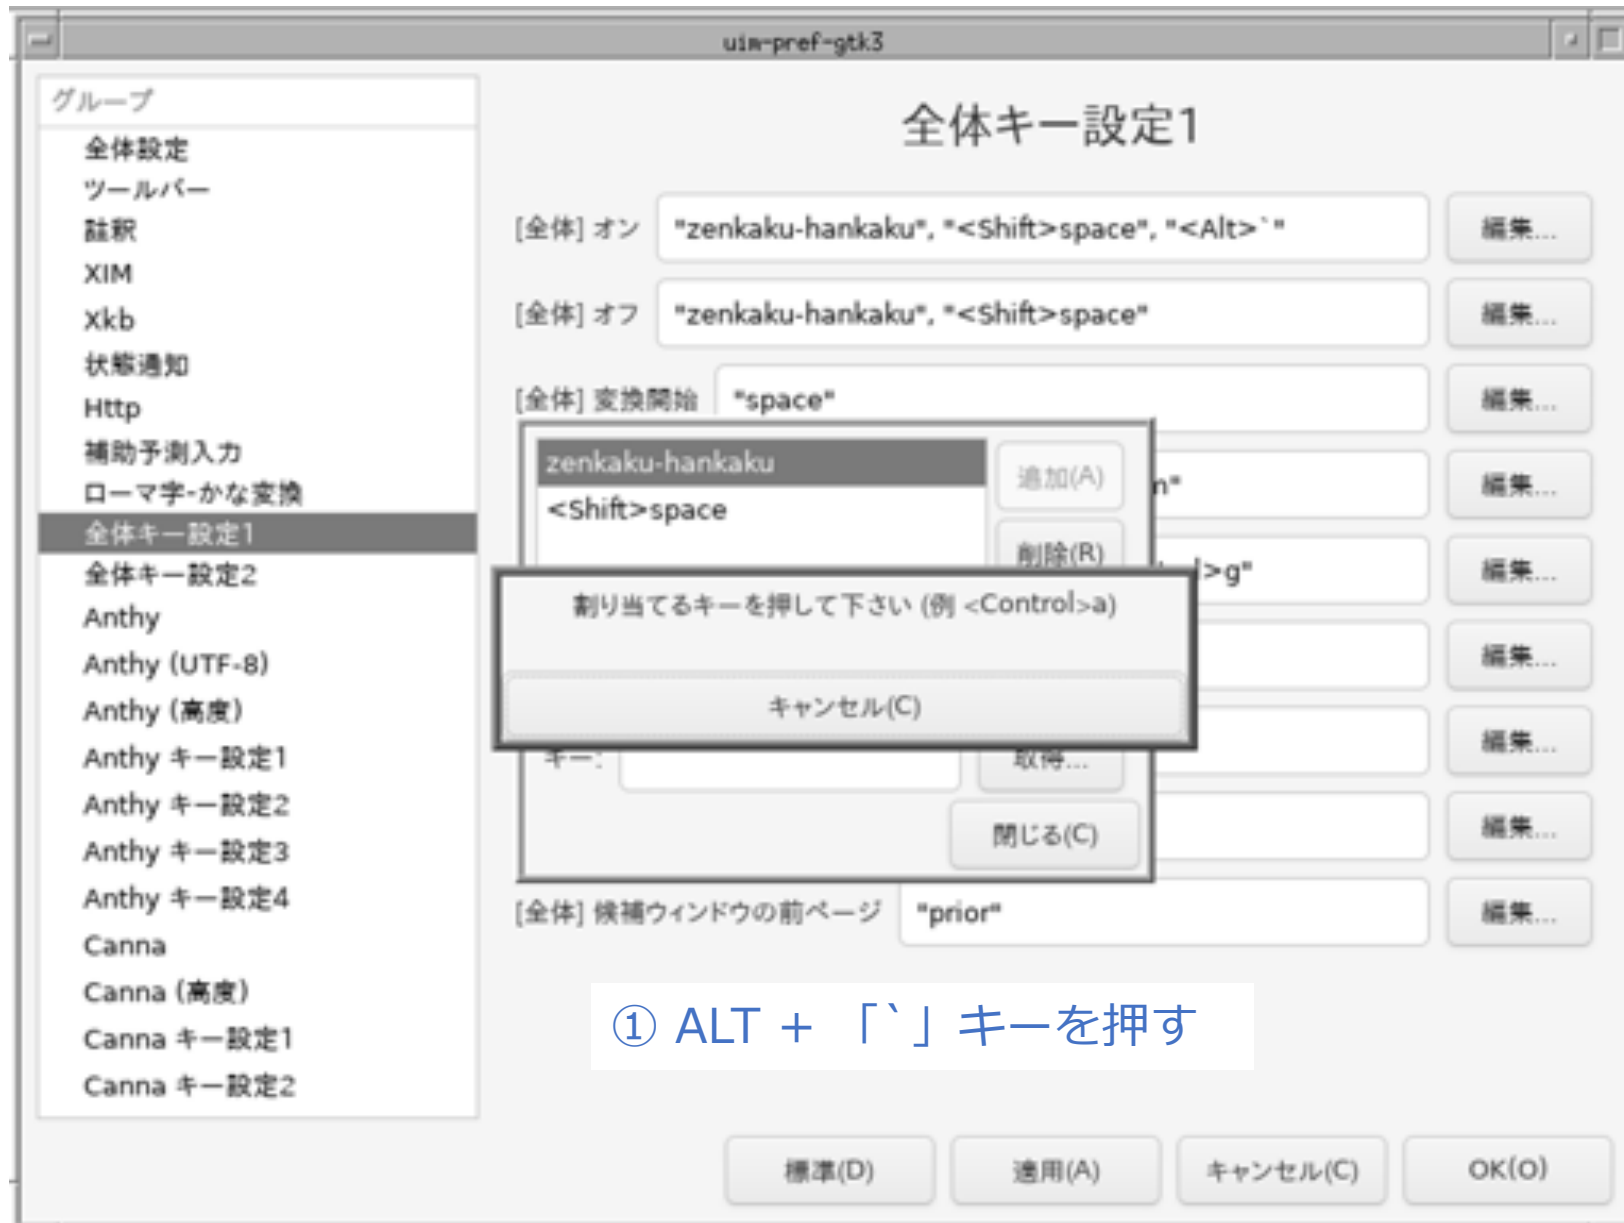 uim-pref-gtk3
グループ
全体設定
ツールバー
註釈
XIM
Xkb
状態通知
Http
補助予測入力
ローマ字-かな変換
全体キー設定1
全体キー設定2
Anthy
Anthy (UTF-8)
Anthy (高度)
Anthy キー設定1
Anthy キー設定2
Anthy キー設定3
Anthy キー設定4
Canna
Canna (高度)
Canna キー設定1
Canna キー設定2
全体キー設定1
[全体] オン "zenkaku-hankaku", "<Shift>space", "<Alt>`" 編集...
[全体] オフ "zenkaku-hankaku", "<Shift>space" 編集...
[全体] 変換開始 "space" 編集...
n" 編集...
l>g" 編集...
編集...
編集...
編集...
[全体] 候補ウィンドウの前ページ "prior" 編集...
zenkaku-hankaku
<Shift>space
追加(A)
削除(R)
割り当てるキーを押して下さい (例 <Control>a)
キャンセル(C)
キー: 取得...
閉じる(C)
① ALT + 「`」キーを押す
標準(D) 適用(A) キャンセル(C) OK(O)